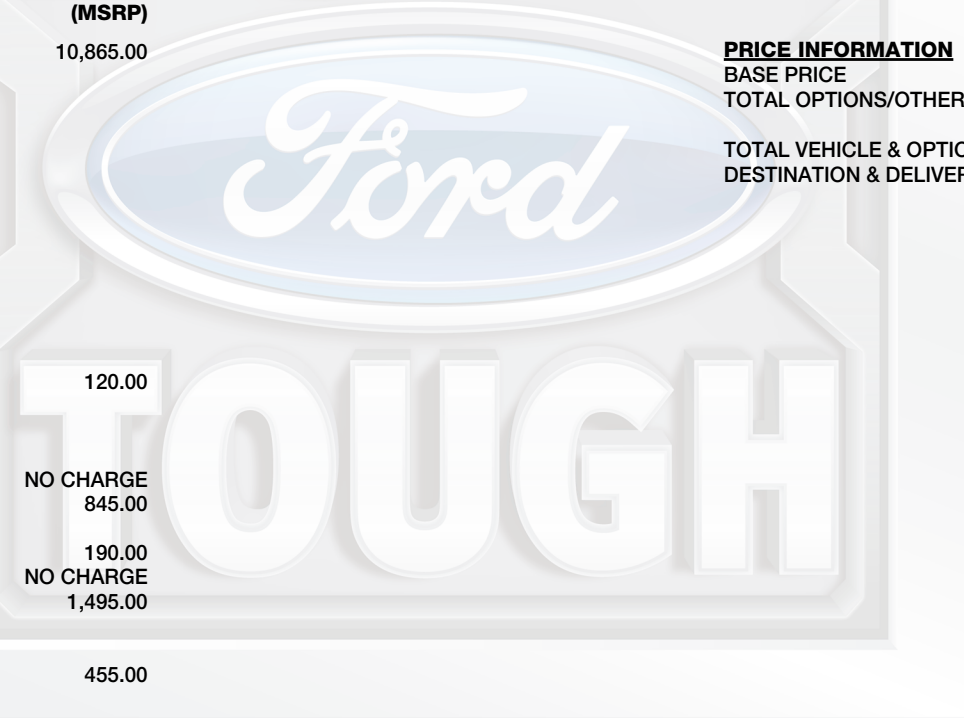 (MSRP)
10,865.00
PRICE INFORMATION
BASE PRICE
TOTAL OPTIONS/OTHER
TOTAL VEHICLE & OPTIO
DESTINATION & DELIVER
Ford
120.00
TOUGH
NO CHARGE
845.00
190.00
NO CHARGE
1,495.00
455.00